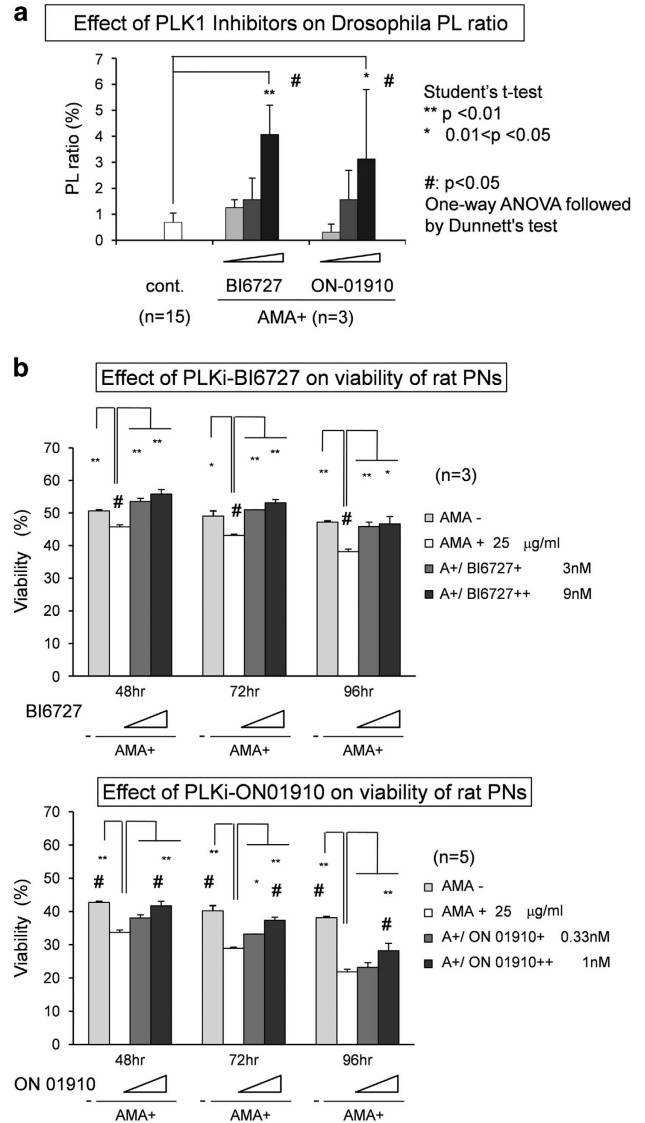 a
Effect of PLK1 Inhibitors on Drosophila PL ratio
PL ratio (%)
7
6
5
4
3
2
1
0
**
#
*
#
Student's t-test
** p <0.01
* 0.01<p <0.05
#: p<0.05
One-way ANOVA followed
by Dunnett's test
cont.
BI6727
ON-01910
(n=15)
AMA+ (n=3)
b
Effect of PLKi-BI6727 on viability of rat PNs
Viability (%)
70
60
50
40
30
20
10
0
**
#
**
**
*
#
**
**
**
#
**
*
(n=3)
AMA -
AMA + 25 μg/ml
A+/ BI6727+ 3nM
A+/ BI6727++ 9nM
48hr
72hr
96hr
BI6727
-
AMA+
-
AMA+
-
AMA+
Effect of PLKi-ON01910 on viability of rat PNs
Viability (%)
70
60
50
40
30
20
10
0
**
#
**
#
**
#
*
**
#
**
#
**
#
(n=5)
AMA -
AMA + 25 μg/ml
A+/ ON 01910+ 0.33nM
A+/ ON 01910++ 1nM
48hr
72hr
96hr
ON 01910
-
AMA+
-
AMA+
-
AMA+